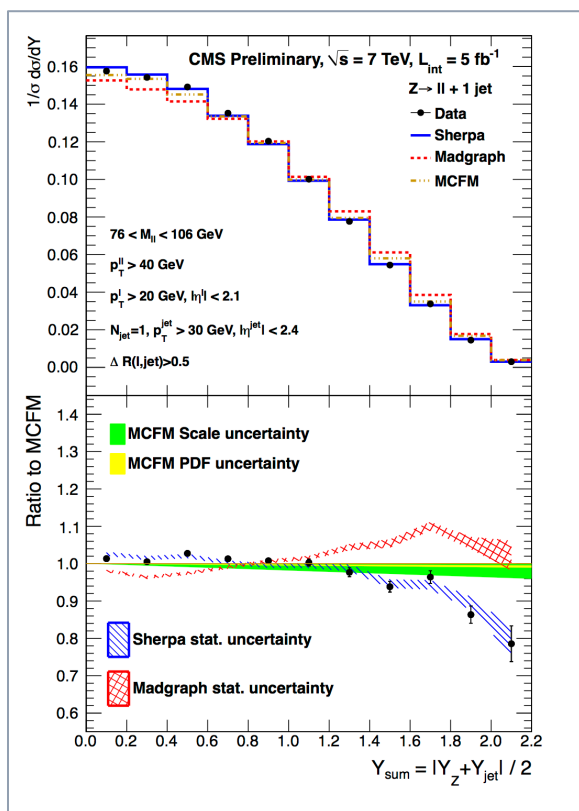 CMS Preliminary, √s = 7 TeV, L_int = 5 fb⁻¹
Z→ ll + 1 jet
Data
Sherpa
Madgraph
MCFM
1/σ dσ/dY
0.16
0.14
0.12
0.10
0.08
0.06
0.04
0.02
0.00
76 < M_ll < 106 GeV
p_T^ll > 40 GeV
p_T^l > 20 GeV, |η^l| < 2.1
N_jet=1, p_T^jet > 30 GeV, |η^jet| < 2.4
Δ R(l,jet)>0.5
Ratio to MCFM
1.4
1.3
1.2
1.1
1.0
0.9
0.8
0.7
0.6
MCFM Scale uncertainty
MCFM PDF uncertainty
Sherpa stat. uncertainty
Madgraph stat. uncertainty
0.0 0.2 0.4 0.6 0.8 1.0 1.2 1.4 1.6 1.8 2.0 2.2
Y_sum = |Y_Z+Y_jet| / 2